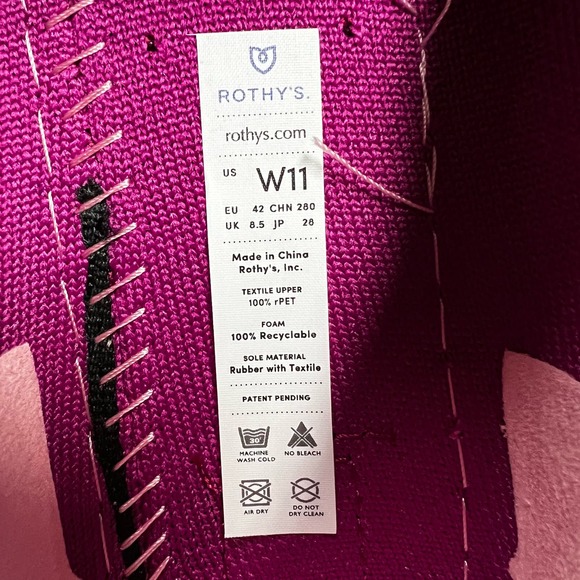 ROTHY'S.
rothys.com
US W11
EU 42 CHN 280
UK 8.5 JP 28
Made in China
Rothy's, Inc.
TEXTILE UPPER
100% rPET
FOAM
100% Recyclable
SOLE MATERIAL
Rubber with Textile
PATENT PENDING
30°
MACHINE WASH COLD
NO BLEACH
AIR DRY
DO NOT DRY CLEAN